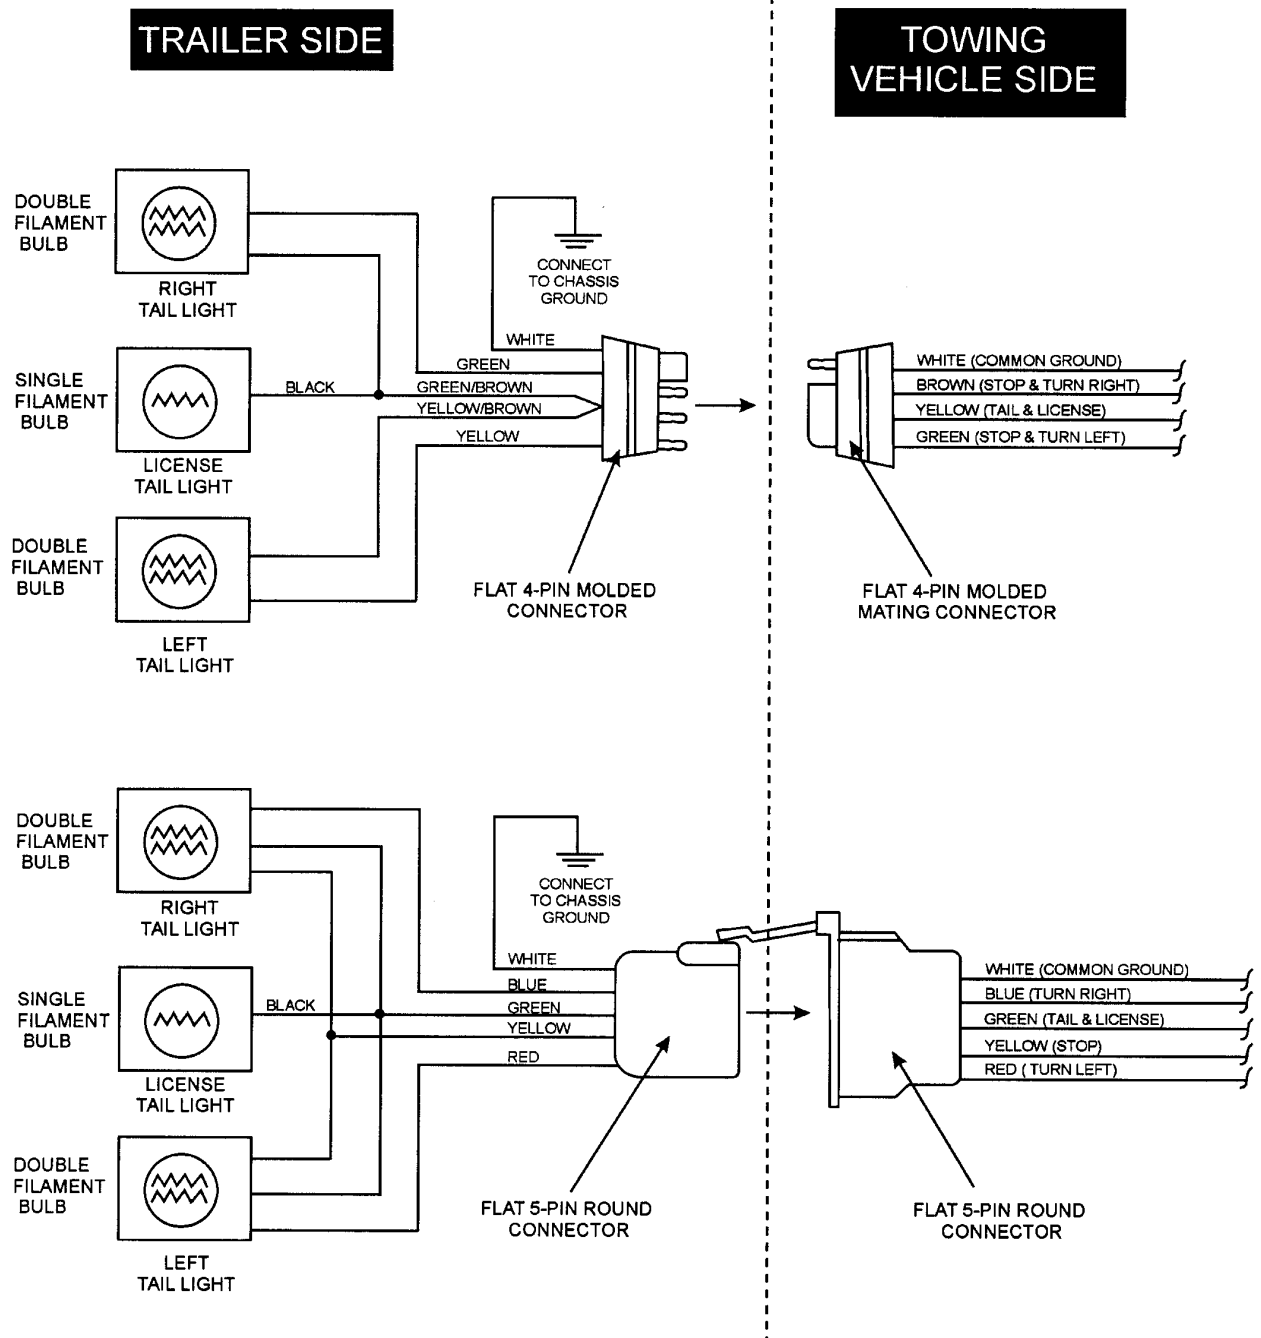 TRAILER SIDE
TOWING
VEHICLE SIDE
DOUBLE
FILAMENT
BULB
RIGHT
TAIL LIGHT
CONNECT
TO CHASSIS
GROUND
WHITE
GREEN
GREEN/BROWN
YELLOW/BROWN
YELLOW
SINGLE
FILAMENT
BULB
BLACK
LICENSE
TAIL LIGHT
DOUBLE
FILAMENT
BULB
LEFT
TAIL LIGHT
FLAT 4-PIN MOLDED
CONNECTOR
WHITE (COMMON GROUND)
BROWN (STOP & TURN RIGHT)
YELLOW (TAIL & LICENSE)
GREEN (STOP & TURN LEFT)
FLAT 4-PIN MOLDED
MATING CONNECTOR
DOUBLE
FILAMENT
BULB
RIGHT
TAIL LIGHT
CONNECT
TO CHASSIS
GROUND
WHITE
BLUE
GREEN
YELLOW
RED
SINGLE
FILAMENT
BULB
BLACK
LICENSE
TAIL LIGHT
DOUBLE
FILAMENT
BULB
LEFT
TAIL LIGHT
FLAT 5-PIN ROUND
CONNECTOR
WHITE (COMMON GROUND)
BLUE (TURN RIGHT)
GREEN (TAIL & LICENSE)
YELLOW (STOP)
RED ( TURN LEFT)
FLAT 5-PIN ROUND
CONNECTOR